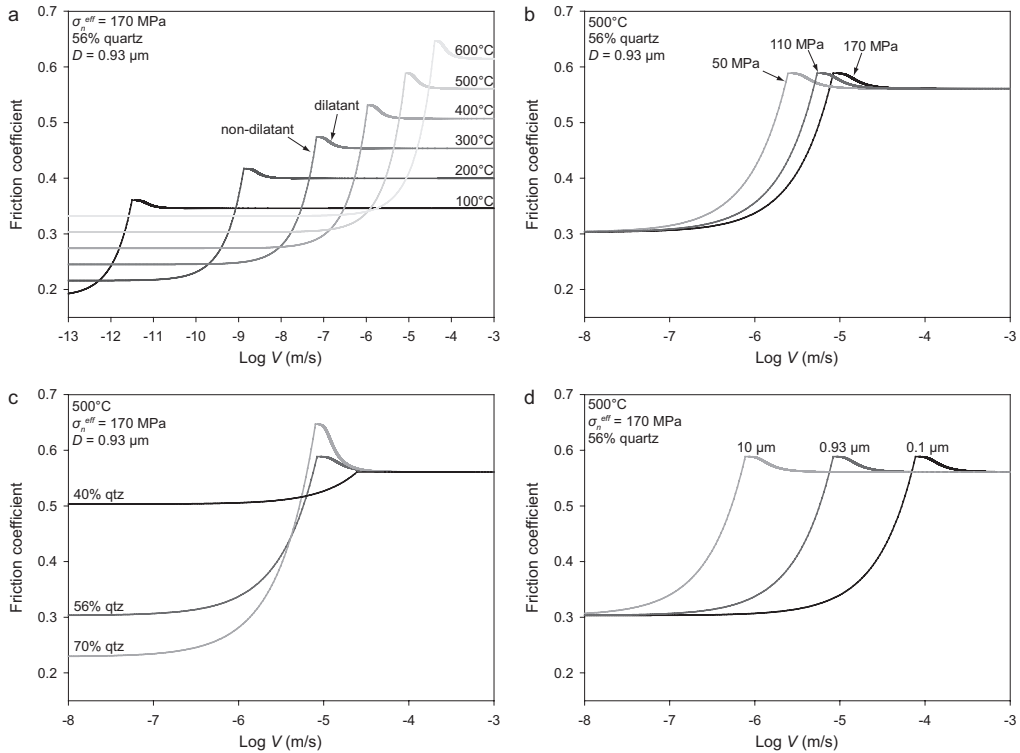 a
σₙᵉᶠᶠ = 170 MPa
56% quartz
D = 0.93 µm
600°C
500°C
400°C
300°C
200°C
100°C
dilatant
non-dilatant
0.7
0.6
0.5
0.4
0.3
0.2
Friction coefficient
-13 -12 -11 -10 -9 -8 -7 -6 -5 -4 -3
Log V (m/s)
b
500°C
56% quartz
D = 0.93 µm
50 MPa
110 MPa
170 MPa
0.7
0.6
0.5
0.4
0.3
0.2
Friction coefficient
-8 -7 -6 -5 -4 -3
Log V (m/s)
c
500°C
σₙᵉᶠᶠ = 170 MPa
D = 0.93 µm
40% qtz
56% qtz
70% qtz
0.7
0.6
0.5
0.4
0.3
0.2
Friction coefficient
-8 -7 -6 -5 -4 -3
Log V (m/s)
d
500°C
σₙᵉᶠᶠ = 170 MPa
56% quartz
10 µm
0.93 µm
0.1 µm
0.7
0.6
0.5
0.4
0.3
0.2
Friction coefficient
-8 -7 -6 -5 -4 -3
Log V (m/s)